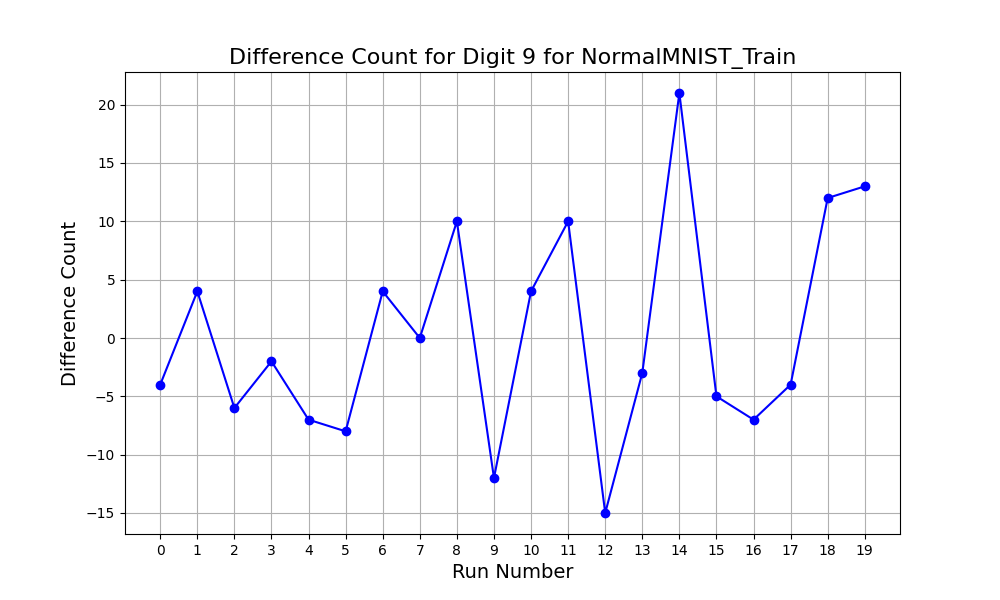 Difference Count for Digit 9 for NormalMNIST_Train
Difference Count
20
15
10
5
0
−5
−10
−15
0 1 2 3 4 5 6 7 8 9 10 11 12 13 14 15 16 17 18 19
Run Number